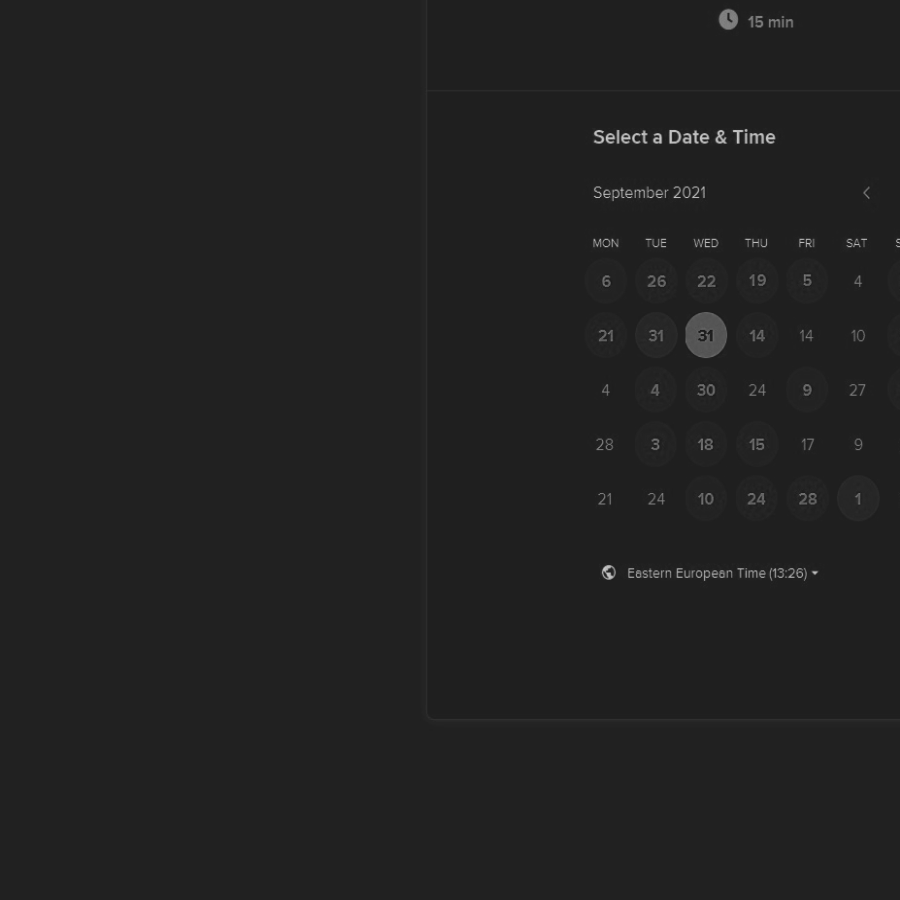 15 min
Select a Date & Time
September 2021
MON TUE WED THU FRI SAT S
6 26 22 19 5 4
21 31 31 14 14 10
4 4 30 24 9 27
28 3 18 15 17 9
21 24 10 24 28 1
Eastern European Time (13:26)